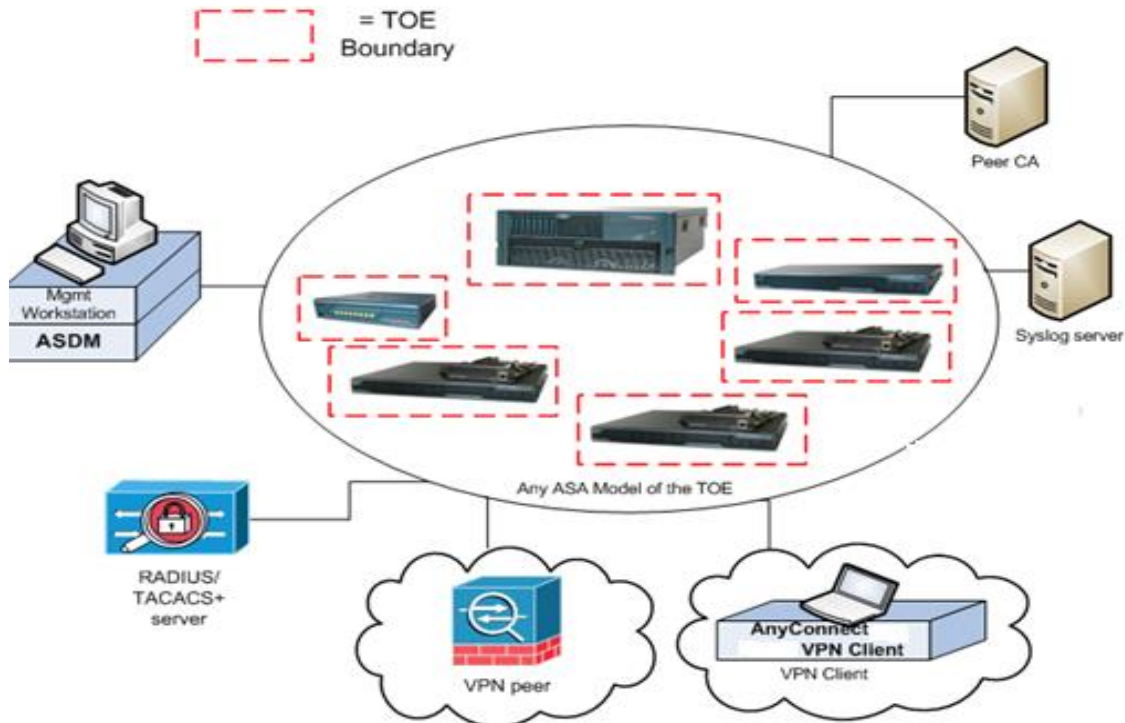 = TOE
Boundary
Peer CA
Mgmt
Workstation
ASDM
Syslog server
Any ASA Model of the TOE
RADIUS/
TACACS+
server
VPN peer
AnyConnect
VPN Client
VPN Client